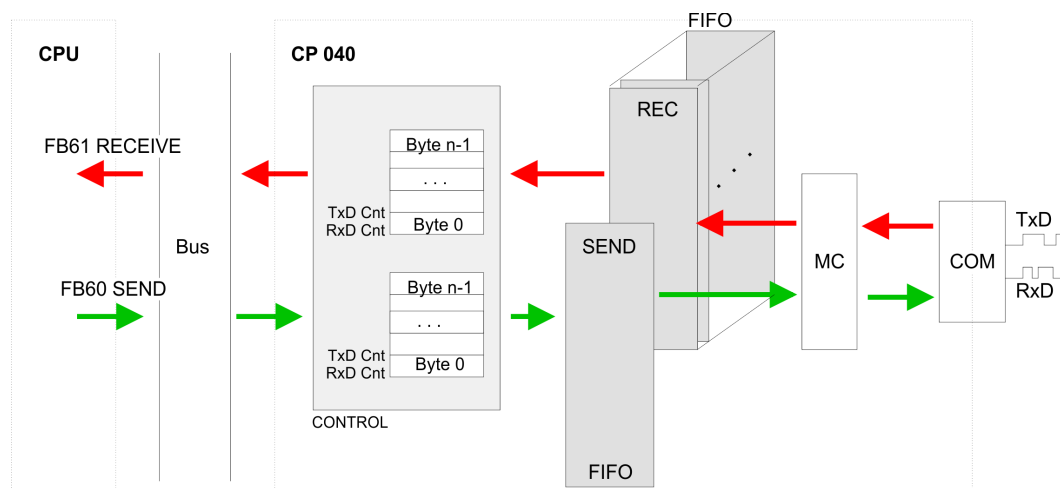 FIFO
CPU
CP 040
REC
FB61 RECEIVE
Byte n-1
. . .
TxD Cnt
RxD Cnt
Byte 0
Bus
SEND
MC
COM
TxD
RxD
FB60 SEND
Byte n-1
. . .
TxD Cnt
RxD Cnt
Byte 0
CONTROL
FIFO